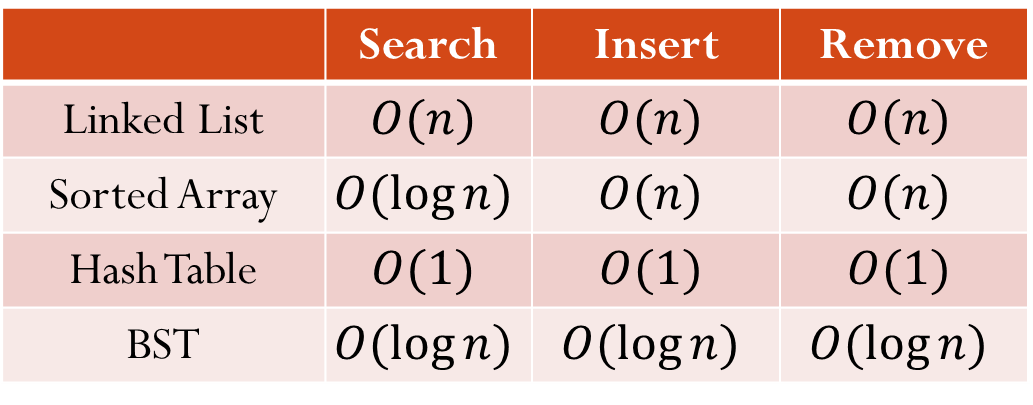 Search Insert Remove
Linked List O(n) O(n) O(n)
Sorted Array O(log n) O(n) O(n)
Hash Table O(1) O(1) O(1)
BST O(log n) O(log n) O(log n)